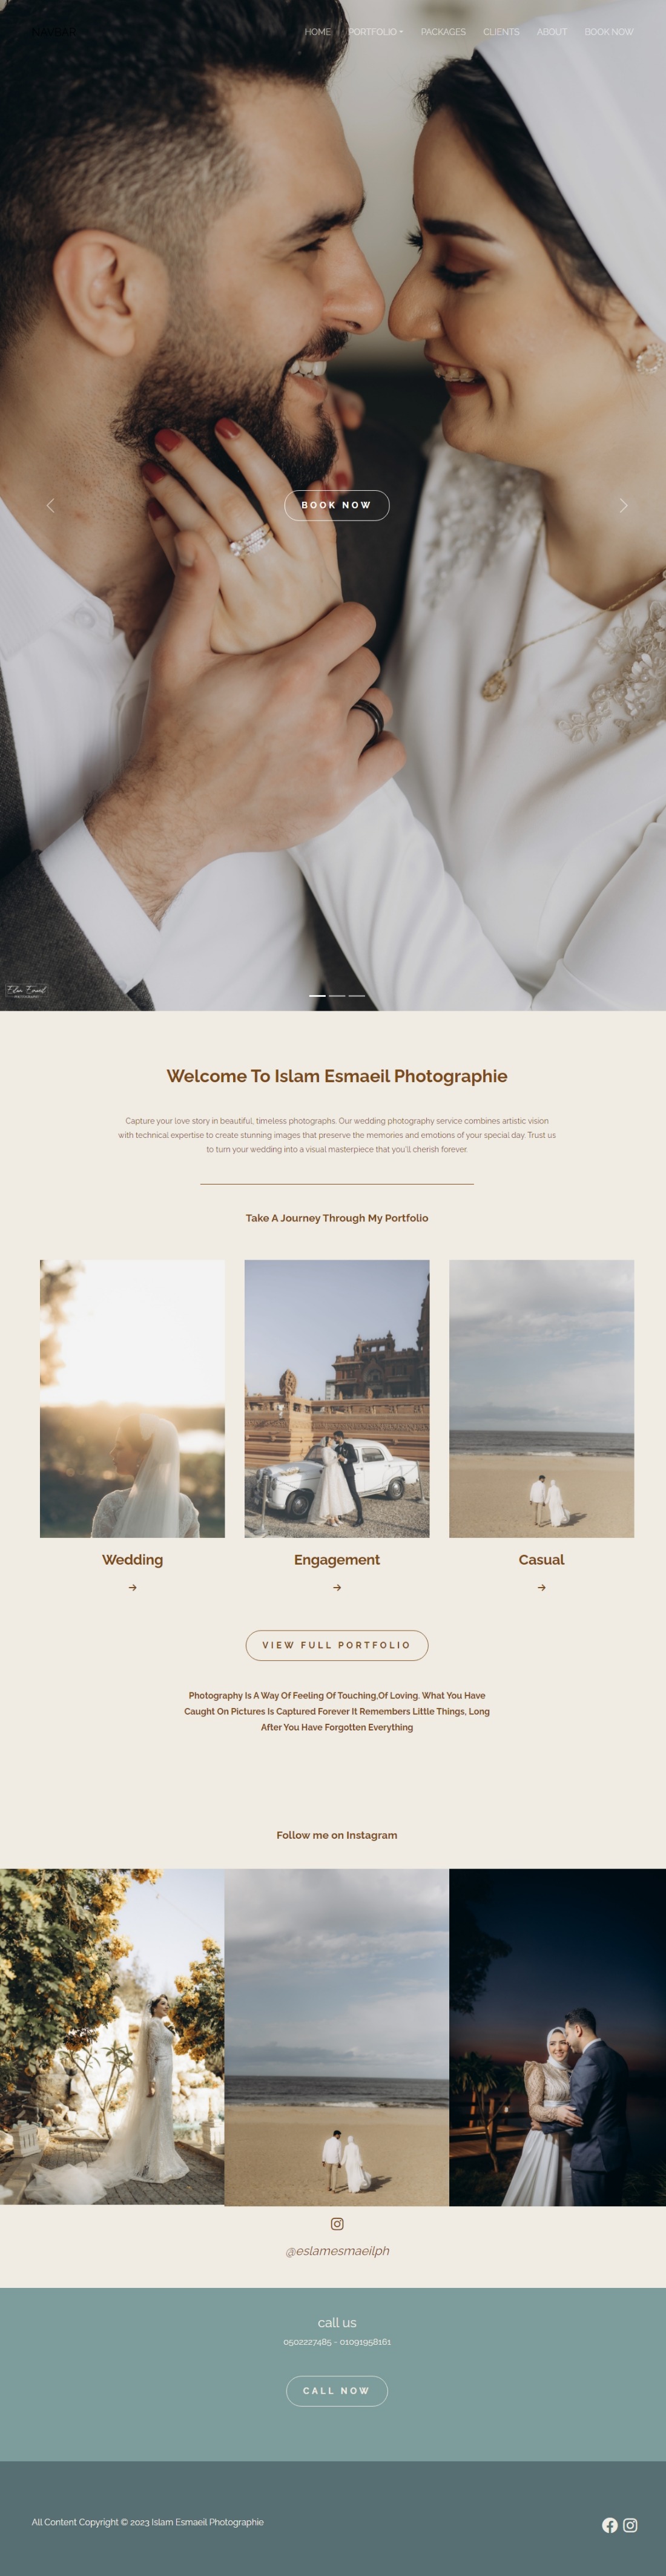 NAVBAR
HOME PORTFOLIO PACKAGES CLIENTS ABOUT BOOK NOW
BOOK NOW
Welcome To Islam Esmaeil Photographie
Capture your love story in beautiful, timeless photographs. Our wedding photography service combines artistic vision
with technical expertise to create stunning images that preserve the memories and emotions of your special day. Trust us
to turn your wedding into a visual masterpiece that you'll cherish forever.
Take A Journey Through My Portfolio
Wedding
Engagement
Casual
VIEW FULL PORTFOLIO
Photography Is A Way Of Feeling Of Touching,Of Loving. What You Have
Caught On Pictures Is Captured Forever It Remembers Little Things, Long
After You Have Forgotten Everything
Follow me on Instagram
@eslamesmaeilph
call us
0502227485 - 01091958161
CALL NOW
All Content Copyright © 2023 Islam Esmaeil Photographie